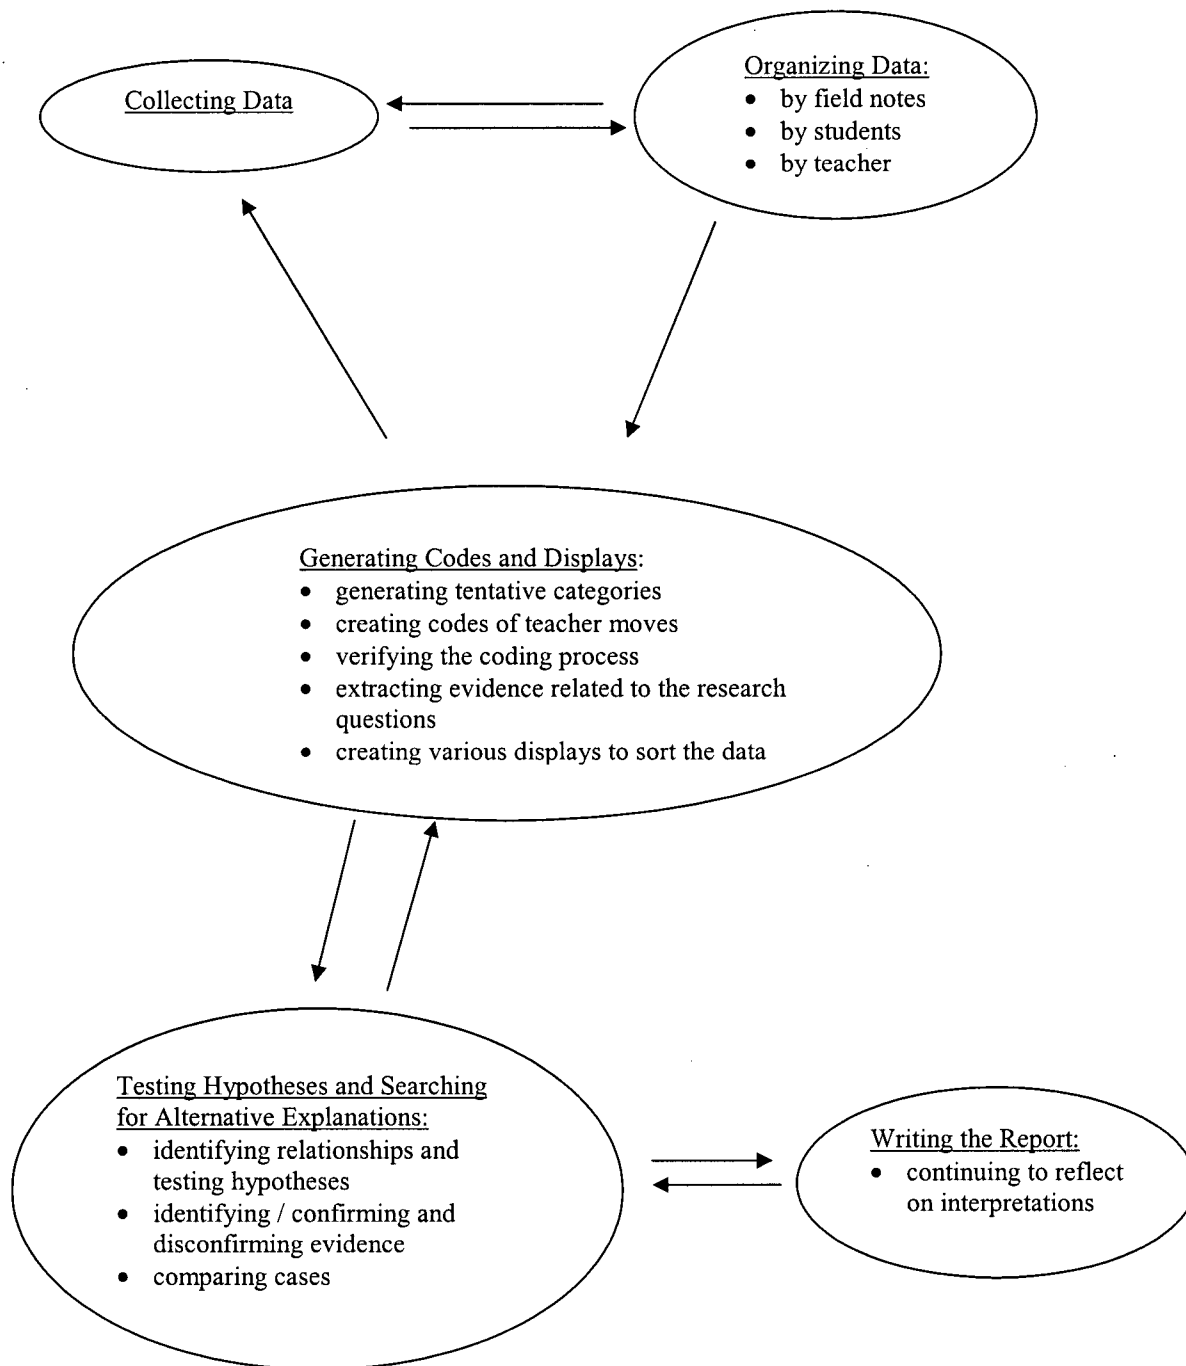 Collecting Data
Organizing Data:
• by field notes
• by students
• by teacher
Generating Codes and Displays:
• generating tentative categories
• creating codes of teacher moves
• verifying the coding process
• extracting evidence related to the research
questions
• creating various displays to sort the data
Testing Hypotheses and Searching
for Alternative Explanations:
• identifying relationships and
testing hypotheses
• identifying / confirming and
disconfirming evidence
• comparing cases
Writing the Report:
• continuing to reflect
on interpretations